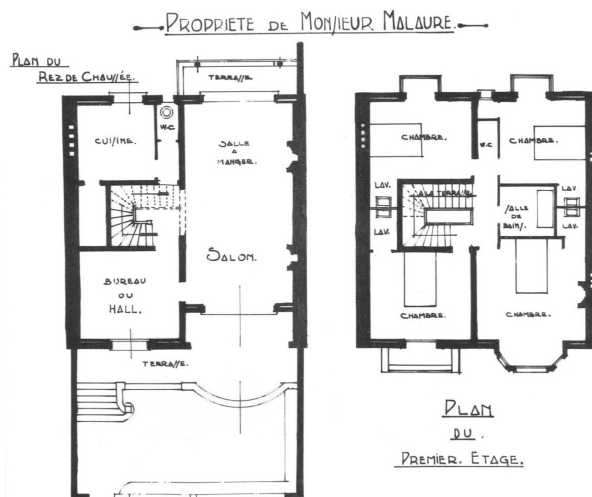 PROPRIETE DE MONSIEUR MALAURE.
PLAN DU
REZ DE CHAUSSÉE.
TERRASSE
CUISINE.
W.C
SALLE
A
MANGER.
SALON.
BUREAU
OU
HALL.
TERRASSE.
CHAMBRE.
W.C
CHAMBRE.
LAV.
A LA TERRASSE
LAV.
SALLE
DE
BAINS.
LAV.
LAV.
CHAMBRE.
CHAMBRE.
PLAN
DU.
PREMIER. ETAGE.